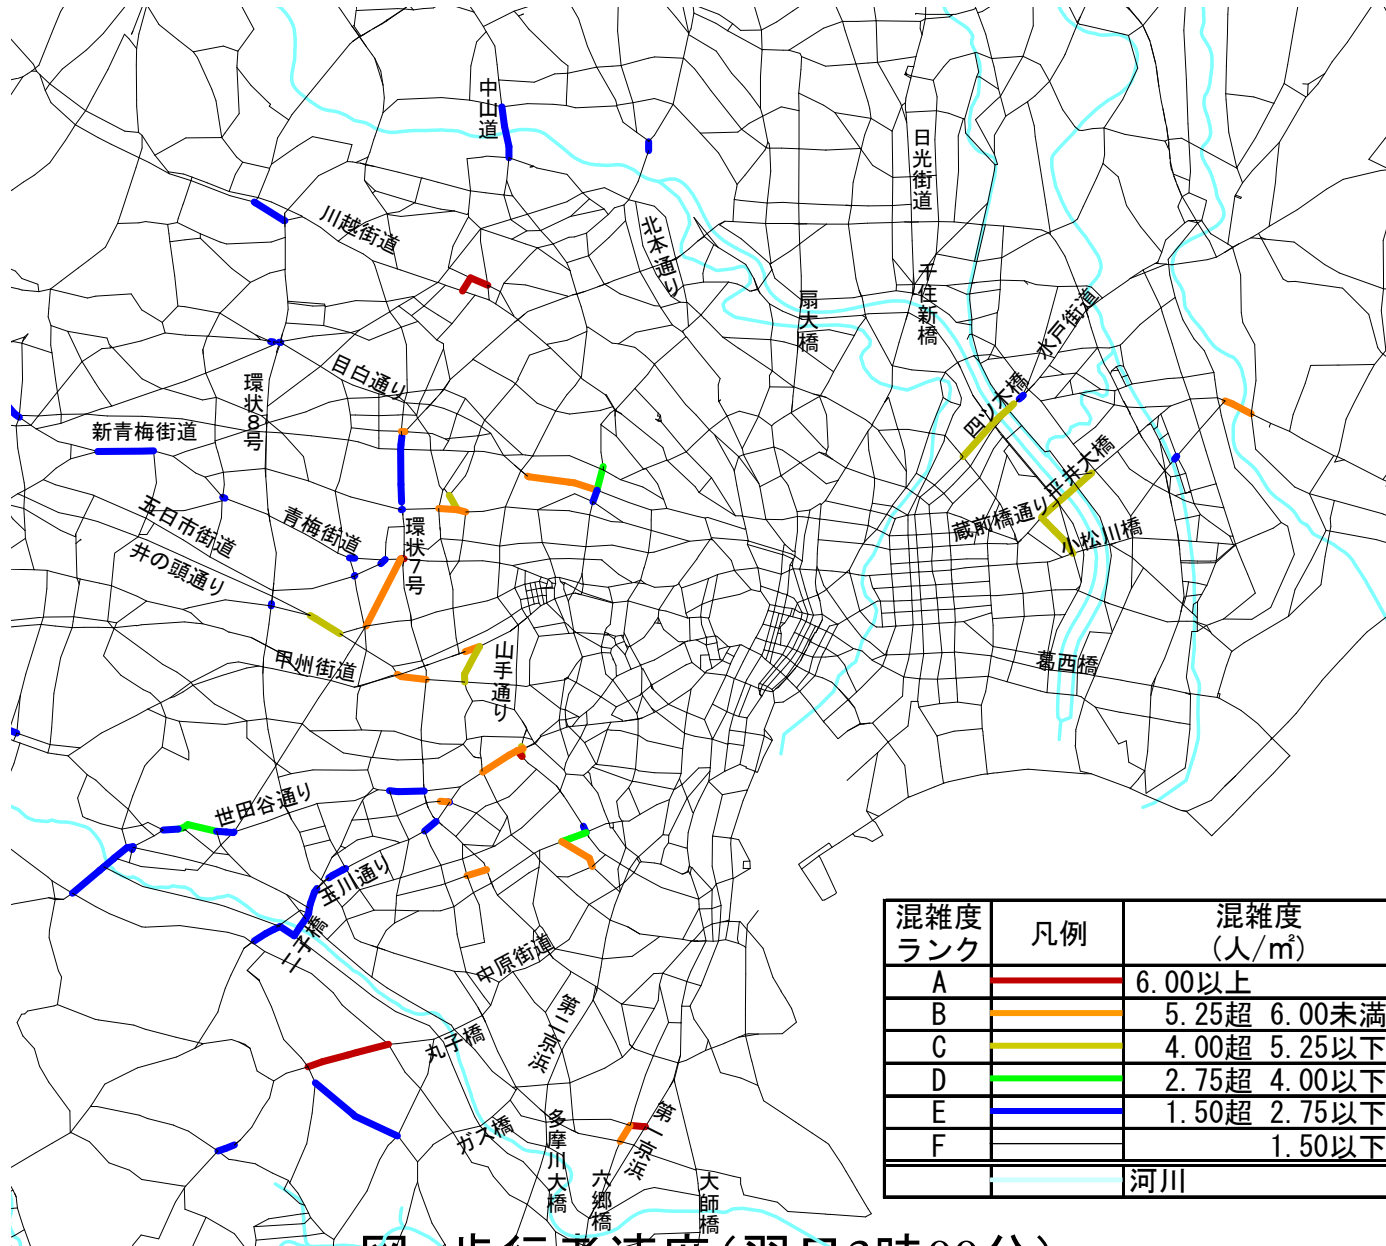 中山道
日光街道
川越街道
北本通り
千住新橋
扇大橋
水戸街道
目白通り
環状8号
四ツ木橋
新青梅街道
平井大橋
五日市街道
青梅街道
環状7号
蔵前橋通り
小松川橋
井の頭通り
甲州街道
山手通り
葛西橋
世田谷通り
玉川通り
二子橋
中原街道
第二京浜
丸子橋
ガス橋
多摩川大橋
第一京浜
六郷橋
大師橋
混雑度ランク 凡例 混雑度(人/㎡)
A 6.00以上
B 5.25超 6.00未満
C 4.00超 5.25以下
D 2.75超 4.00以下
E 1.50超 2.75以下
F 1.50以下
河川